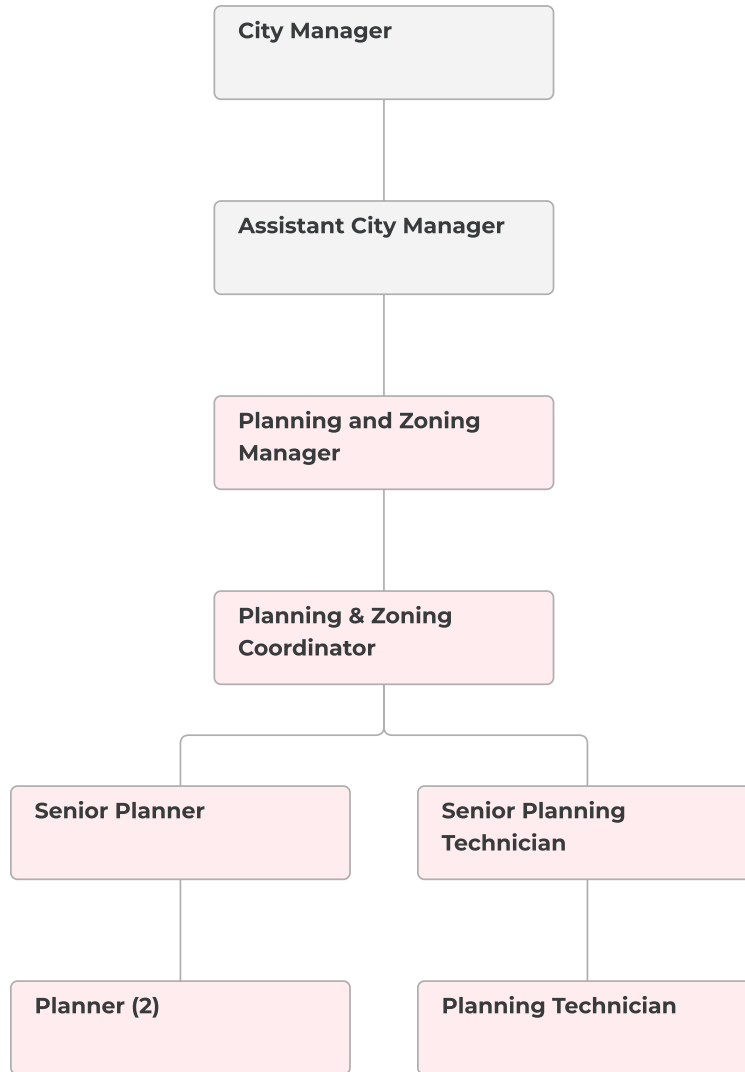 City Manager
Assistant City Manager
Planning and Zoning
Manager
Planning & Zoning
Coordinator
Senior Planner
Senior Planning
Technician
Planner (2)
Planning Technician